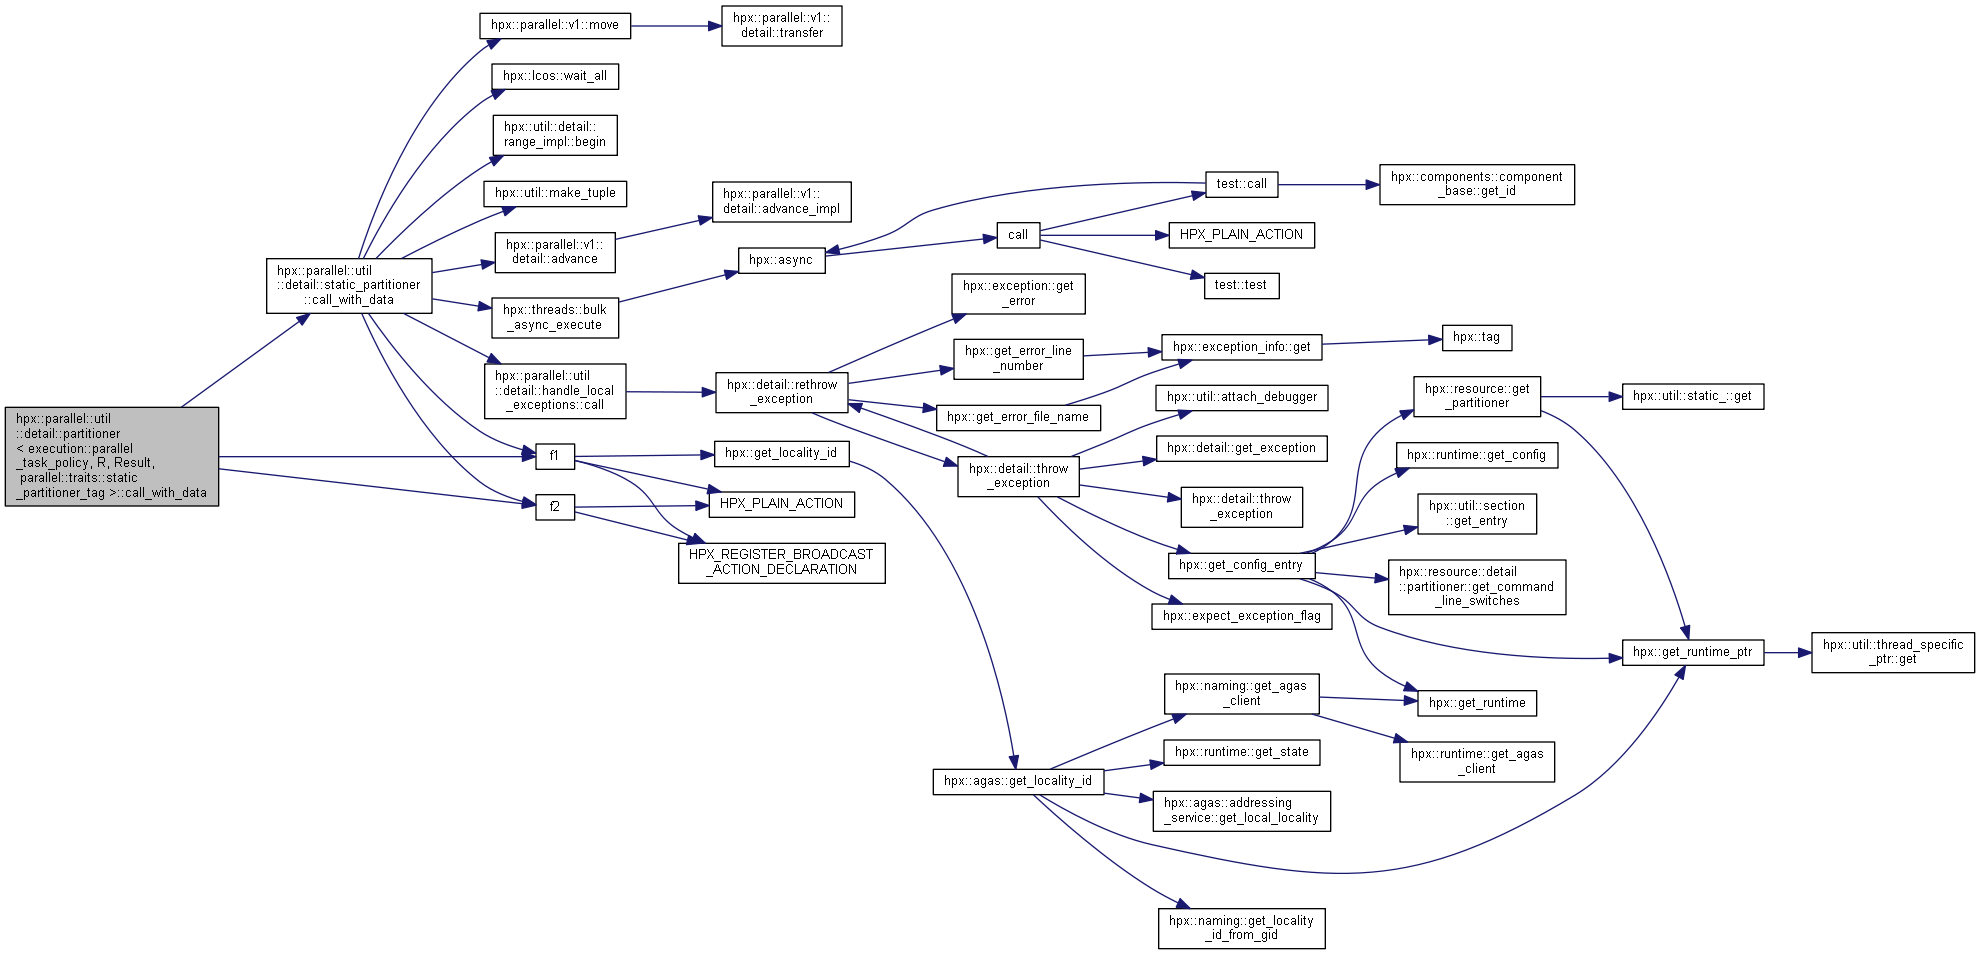 hpx::parallel::util
::detail::partitioner
< execution::parallel
_task_policy, R, Result,
parallel::traits::static
_partitioner_tag >::call_with_data
hpx::parallel::util
::detail::static_partitioner
::call_with_data
hpx::parallel::v1::move
hpx::parallel::v1::
detail::transfer
hpx::lcos::wait_all
hpx::util::detail::
range_impl::begin
hpx::util::make_tuple
hpx::parallel::v1::
detail::advance
hpx::parallel::v1::
detail::advance_impl
hpx::threads::bulk
_async_execute
hpx::async
call
test::call
hpx::components::component
_base::get_id
HPX_PLAIN_ACTION
test::test
hpx::parallel::util
::detail::handle_local
_exceptions::call
hpx::detail::rethrow
_exception
hpx::exception::get
_error
hpx::get_error_line
_number
hpx::get_error_file_name
hpx::exception_info::get
hpx::tag
hpx::detail::throw
_exception
hpx::util::attach_debugger
hpx::detail::get_exception
hpx::detail::throw
_exception
hpx::get_config_entry
hpx::expect_exception_flag
hpx::resource::get
_partitioner
hpx::util::static_::get
hpx::runtime::get_config
hpx::util::section
::get_entry
hpx::resource::detail
::partitioner::get_command
_line_switches
hpx::get_runtime_ptr
hpx::util::thread_specific
_ptr::get
hpx::get_runtime
f1
f2
hpx::get_locality_id
HPX_PLAIN_ACTION
HPX_REGISTER_BROADCAST
_ACTION_DECLARATION
hpx::agas::get_locality_id
hpx::naming::get_agas
_client
hpx::runtime::get_agas
_client
hpx::runtime::get_state
hpx::agas::addressing
_service::get_local_locality
hpx::naming::get_locality
_id_from_gid